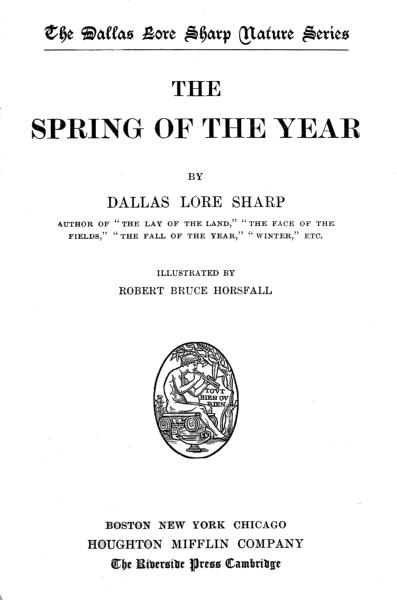 The Dallas Lore Sharp Nature Series
THE
SPRING OF THE YEAR
BY
DALLAS LORE SHARP
AUTHOR OF "THE LAY OF THE LAND," "THE FACE OF THE
FIELDS," "THE FALL OF THE YEAR," "WINTER," ETC.
ILLUSTRATED BY
ROBERT BRUCE HORSFALL
TOVT
BIEN OV
RIEN
BOSTON NEW YORK CHICAGO
HOUGHTON MIFFLIN COMPANY
The Riverside Press Cambridge